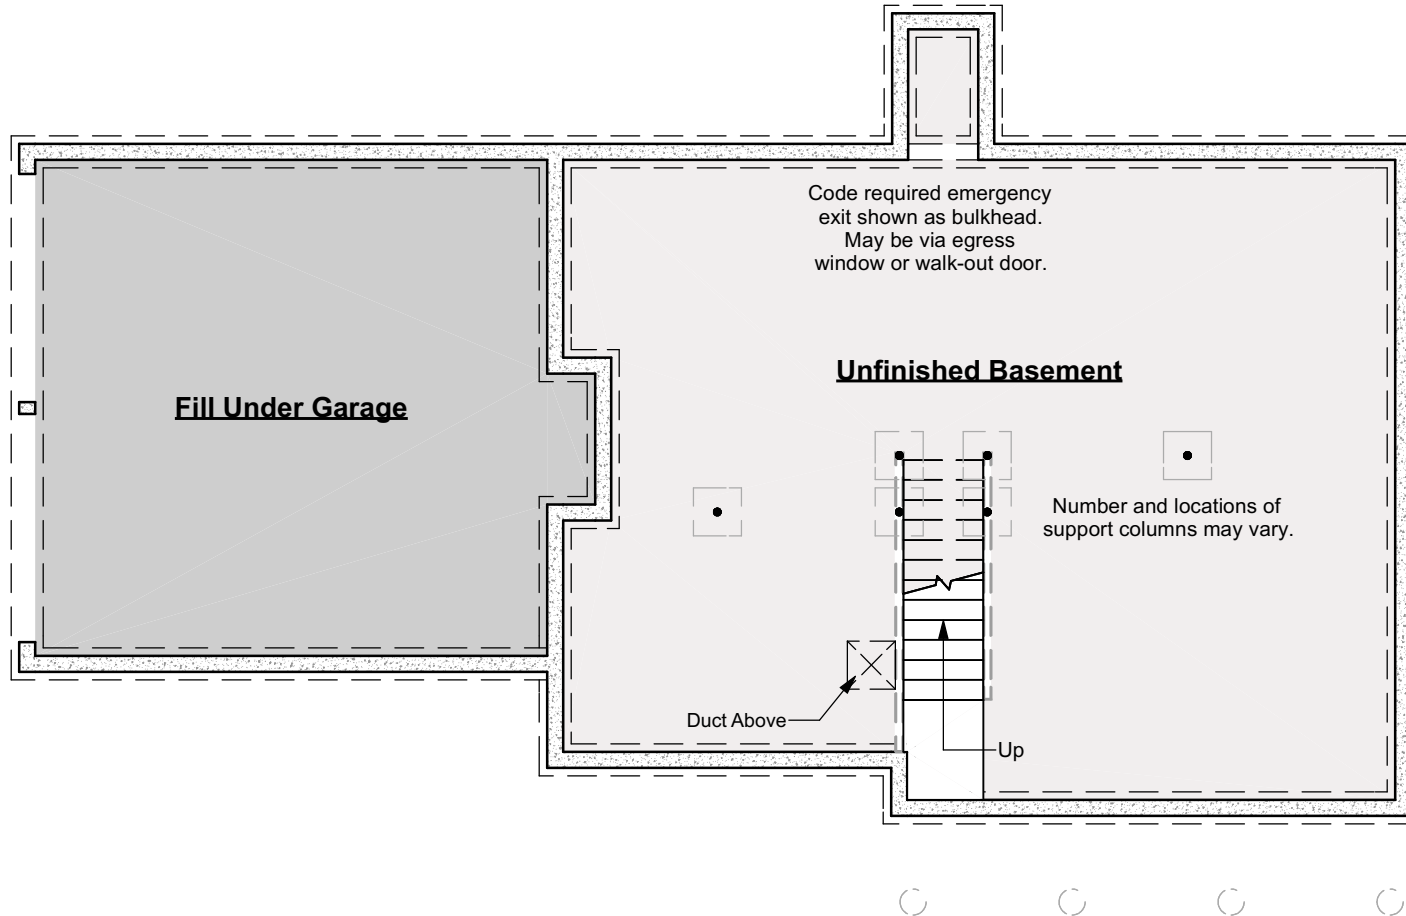 Code required emergency
exit shown as bulkhead.
May be via egress
window or walk-out door.
Unfinished Basement
Fill Under Garage
Number and locations of
support columns may vary.
Duct Above
Up